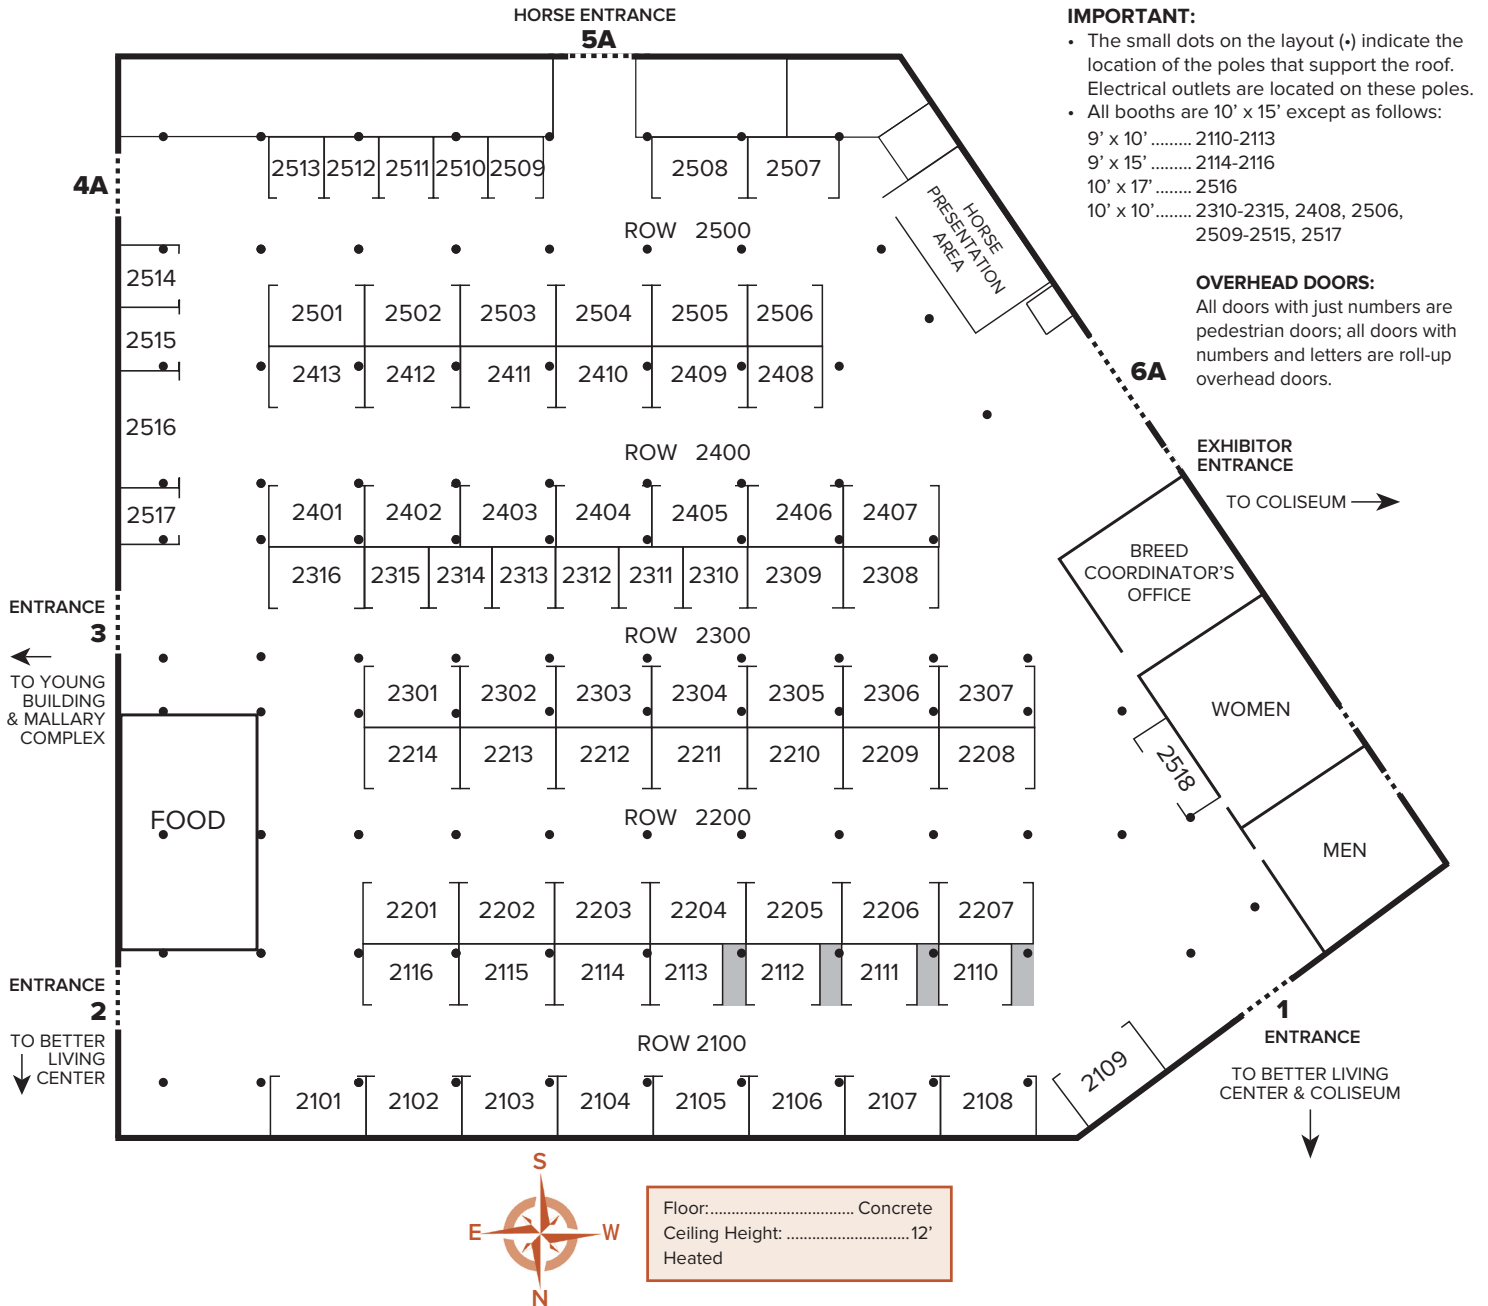 HORSE ENTRANCE
5A
IMPORTANT:
• The small dots on the layout (•) indicate the
location of the poles that support the roof.
Electrical outlets are located on these poles.
• All booths are 10’ x 15’ except as follows:
9’ x 10’ ......... 2110-2113
9’ x 15’ ......... 2114-2116
10’ x 17’ ........ 2516
10’ x 10’ ........ 2310-2315, 2408, 2506,
2509-2515, 2517
OVERHEAD DOORS:
All doors with just numbers are
pedestrian doors; all doors with
numbers and letters are roll-up
overhead doors.
4A
2513 2512 2511 2510 2509 2508 2507
HORSE
PRESENTATION
AREA
ROW 2500
2514
2501 2502 2503 2504 2505 2506
2515
2413 2412 2411 2410 2409 2408
6A
2516
ROW 2400
EXHIBITOR
ENTRANCE
TO COLISEUM
2517
2401 2402 2403 2404 2405 2406 2407
2316 2315 2314 2313 2312 2311 2310 2309 2308
BREED
COORDINATOR’S
OFFICE
ENTRANCE
3
TO YOUNG
BUILDING
& MALLARY
COMPLEX
ROW 2300
2301 2302 2303 2304 2305 2306 2307
2214 2213 2212 2211 2210 2209 2208
WOMEN
2518
FOOD
ROW 2200
MEN
2201 2202 2203 2204 2205 2206 2207
2116 2115 2114 2113 2112 2111 2110
ENTRANCE
2
TO BETTER
LIVING
CENTER
ROW 2100
1
ENTRANCE
TO BETTER LIVING
CENTER & COLISEUM
2109
2101 2102 2103 2104 2105 2106 2107 2108
S
E W
N
Floor:.................................. Concrete
Ceiling Height: ............................. 12’
Heated